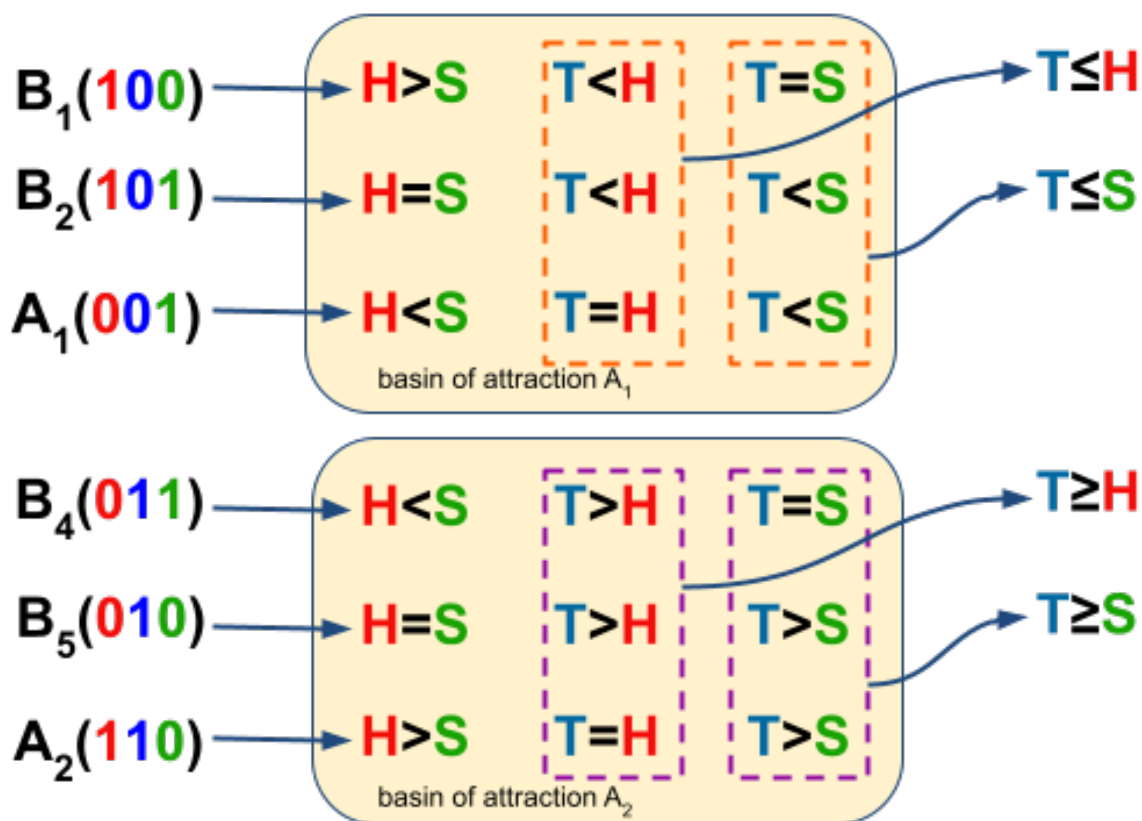 B₁(100) H>S T<H T=S T≤H
B₂(101) H=S T<H T<S T≤S
A₁(001) H<S T=H T<S
basin of attraction A₁
B₄(011) H<S T>H T=S T≥H
B₅(010) H=S T>H T>S T≥S
A₂(110) H>S T=H T>S
basin of attraction A₂